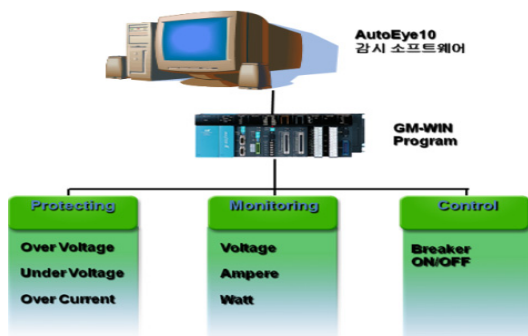 AutoEye10
감시 소프트웨어
GM-WIN
Program
Protecting
Monitoring
Control
Over Voltage
Under Voltage
Over Current
Voltage
Ampere
Watt
Breaker
ON/OFF